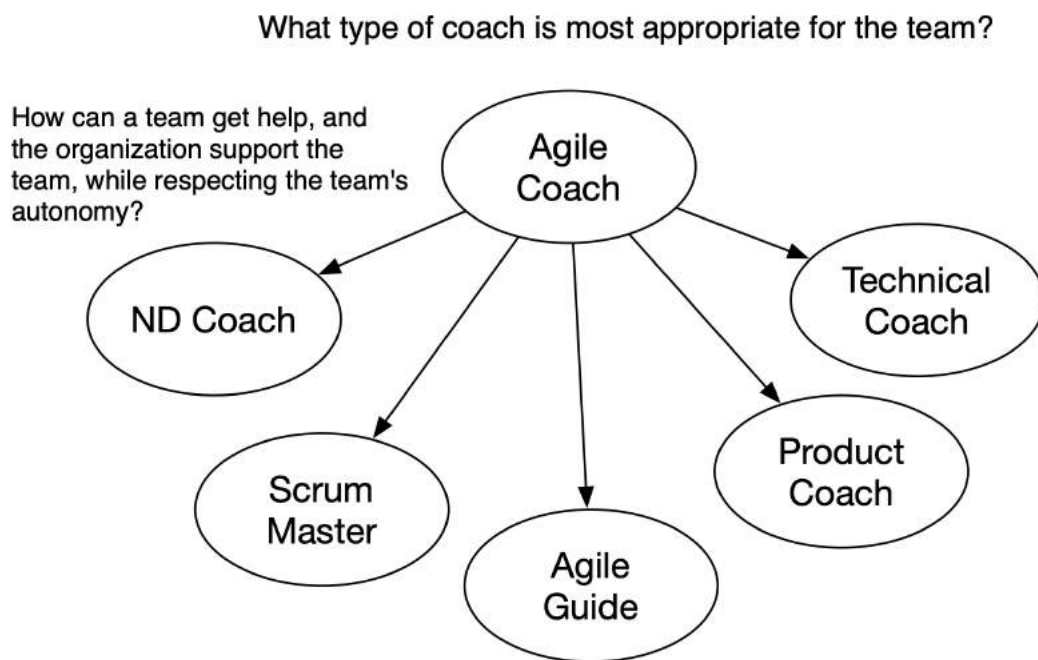 What type of coach is most appropriate for the team?
How can a team get help, and
the organization support the
team, while respecting the team's
autonomy?
Agile
Coach
ND Coach
Technical
Coach
Scrum
Master
Product
Coach
Agile
Guide